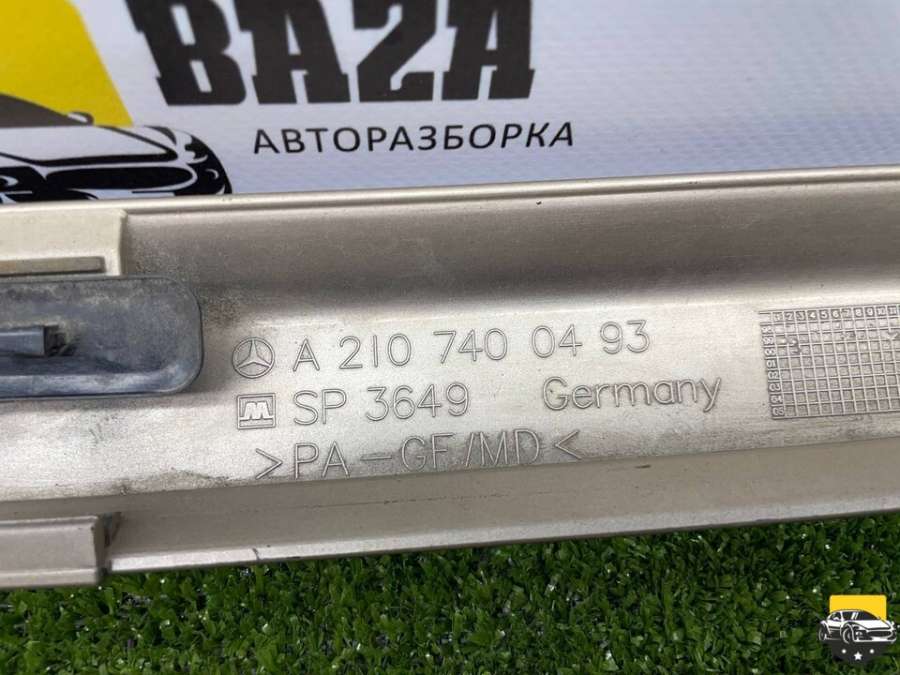 BAZA
АВТОРАЗБОРКА
A 210 740 04 93
SP 3649 Germany
>PA-GF/MD<